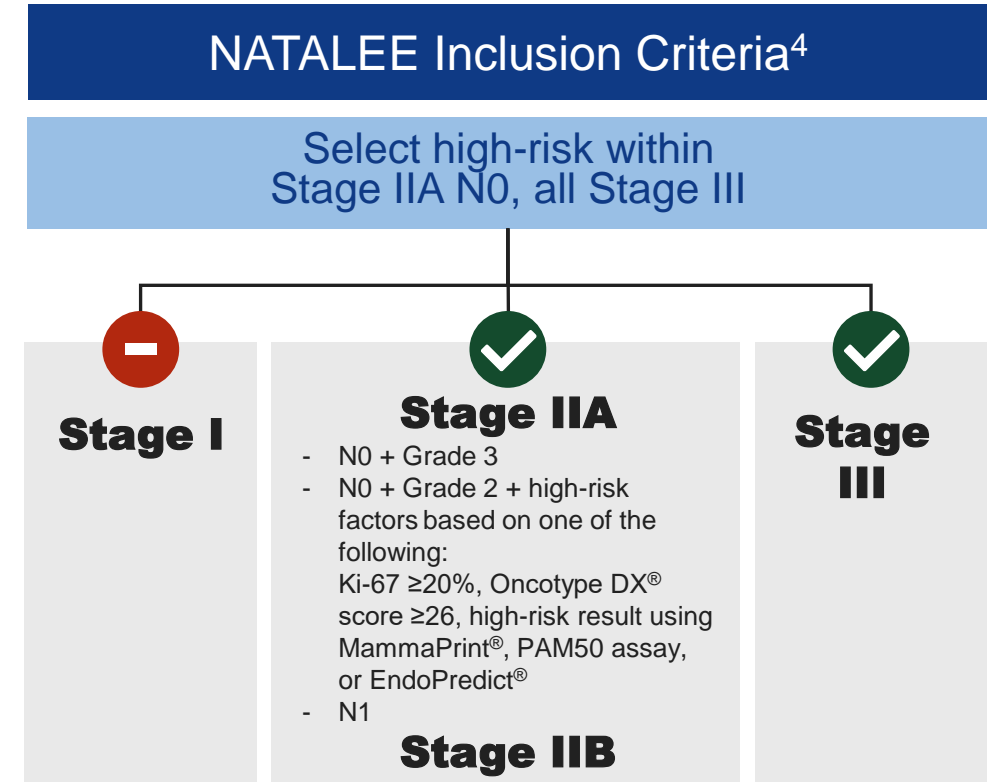 NATALEE Inclusion Criteria⁴
Select high-risk within
Stage IIA N0, all Stage III
Stage I
Stage IIA
- N0 + Grade 3
- N0 + Grade 2 + high-risk
factors based on one of the
following:
Ki-67 ≥20%, Oncotype DX®
score ≥26, high-risk result using
MammaPrint®, PAM50 assay,
or EndoPredict®
- N1
Stage IIB
Stage
III